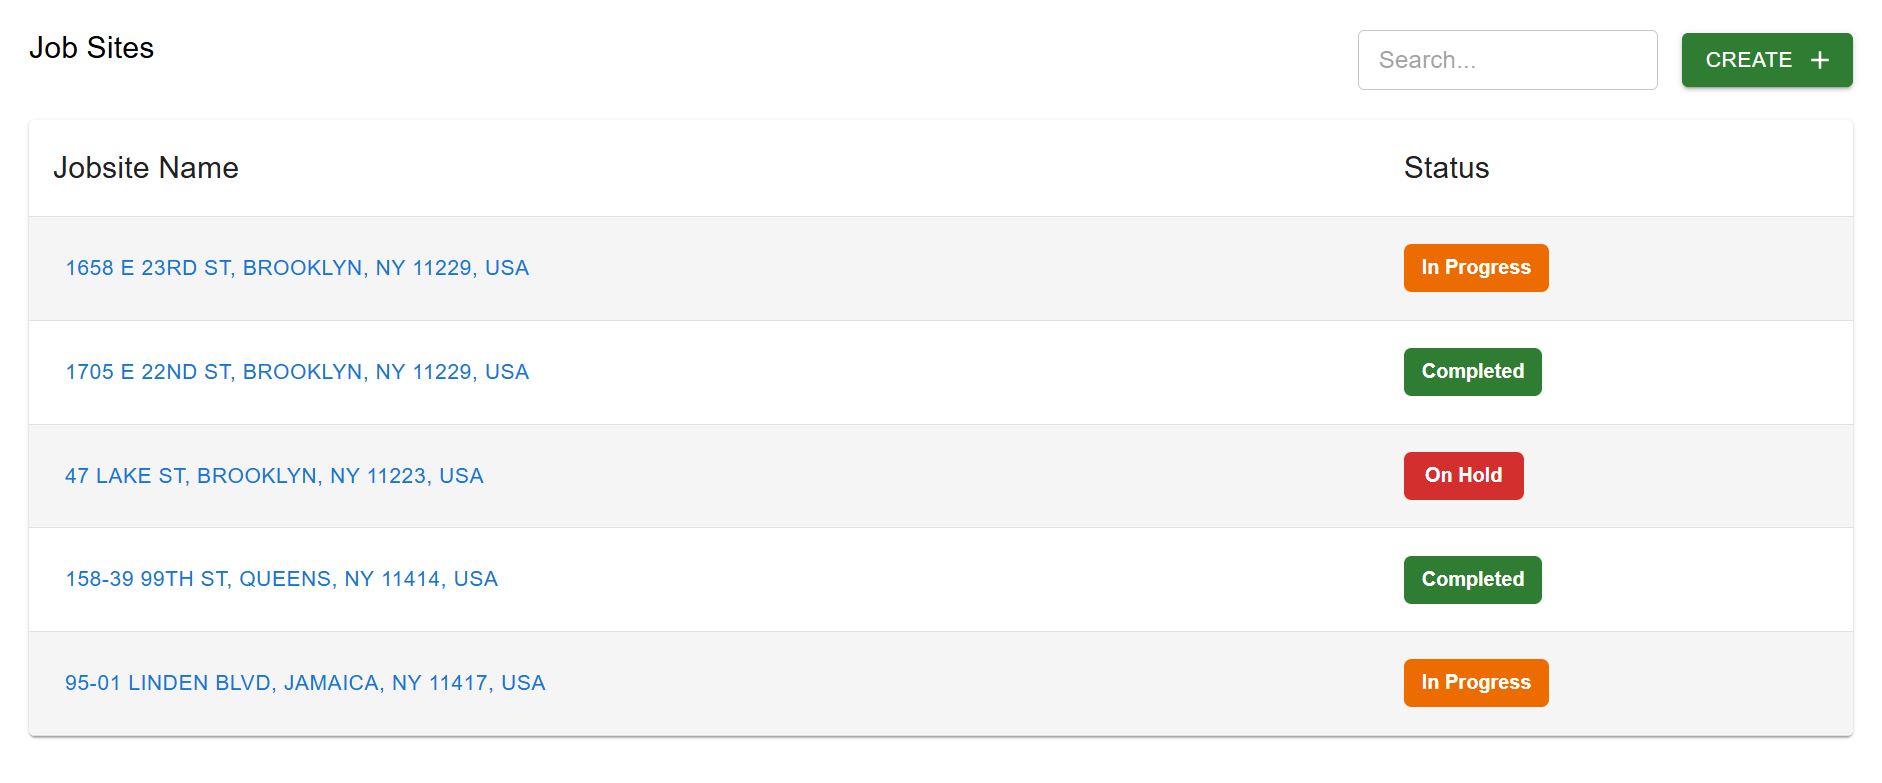 Job Sites
Search...
CREATE +
Jobsite Name
Status
1658 E 23RD ST, BROOKLYN, NY 11229, USA
In Progress
1705 E 22ND ST, BROOKLYN, NY 11229, USA
Completed
47 LAKE ST, BROOKLYN, NY 11223, USA
On Hold
158-39 99TH ST, QUEENS, NY 11414, USA
Completed
95-01 LINDEN BLVD, JAMAICA, NY 11417, USA
In Progress